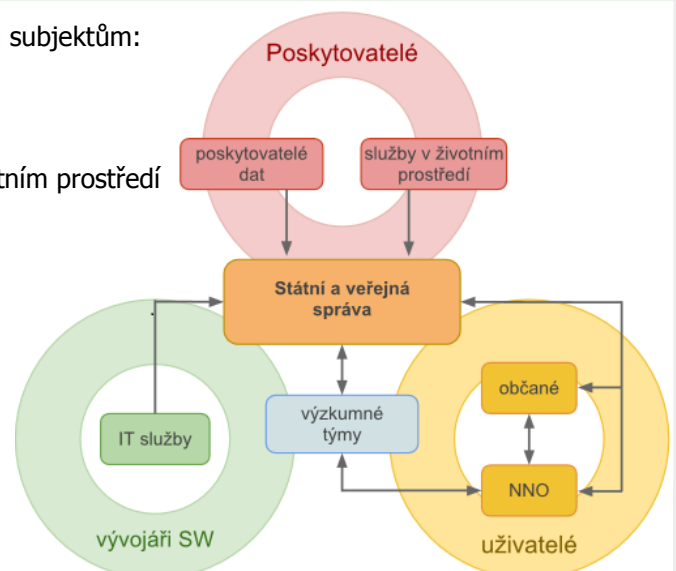 subjektům:
Poskytovatelé
poskytovatelé
dat
služby v životním
prostředí
tním prostředí
Státní a veřejná
správa
občané
výzkumné
týmy
IT služby
NNO
vývojáři SW
uživatelé